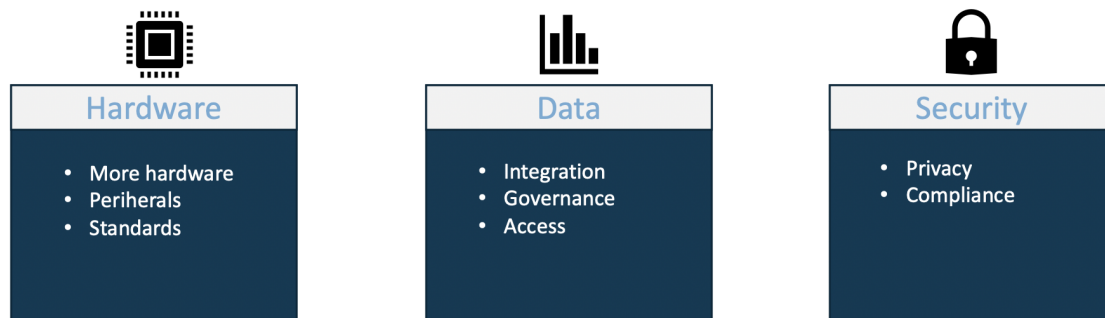 Hardware
• More hardware
• Periherals
• Standards
Data
• Integration
• Governance
• Access
Security
• Privacy
• Compliance